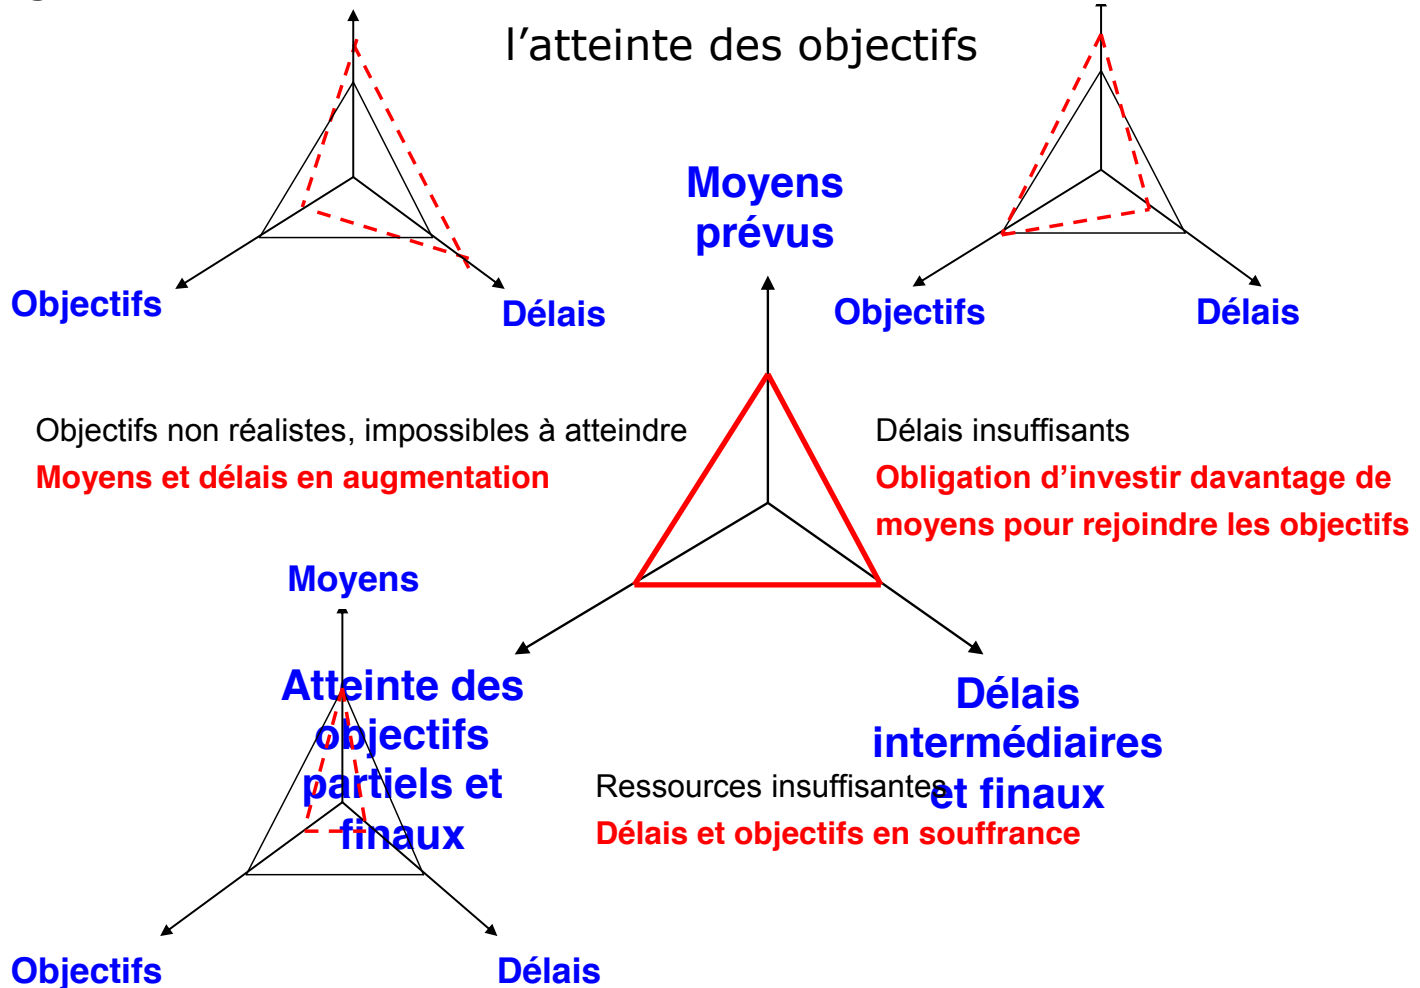 l’atteinte des objectifs
Moyens
prévus
Objectifs
Délais
Objectifs
Délais
Objectifs non réalistes, impossibles à atteindre
Moyens et délais en augmentation
Délais insuffisants
Obligation d’investir davantage de
moyens pour rejoindre les objectifs
Moyens
Atteinte des
objectifs
partiels et
finaux
Délais
intermédiaires
et finaux
Ressources insuffisantes
Délais et objectifs en souffrance
Objectifs
Délais